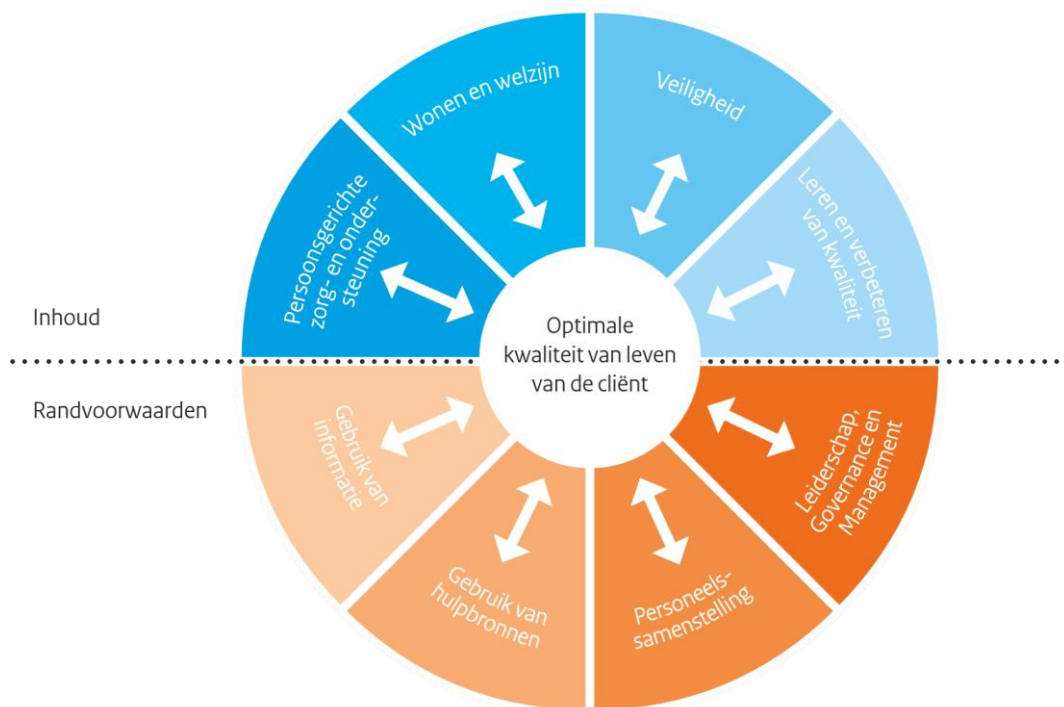 Wonen en welzijn
Veiligheid
Persoonsgerichte
zorg- en onder-
steuning
Leren en verbeteren
van kwaliteit
Inhoud
Optimale
kwaliteit van leven
van de cliënt
Randvoorwaarden
Gebruik van
informatie
Leiderschap,
Governance en
Management
Gebruik van
hulpbronnen
Personeels-
samenstelling